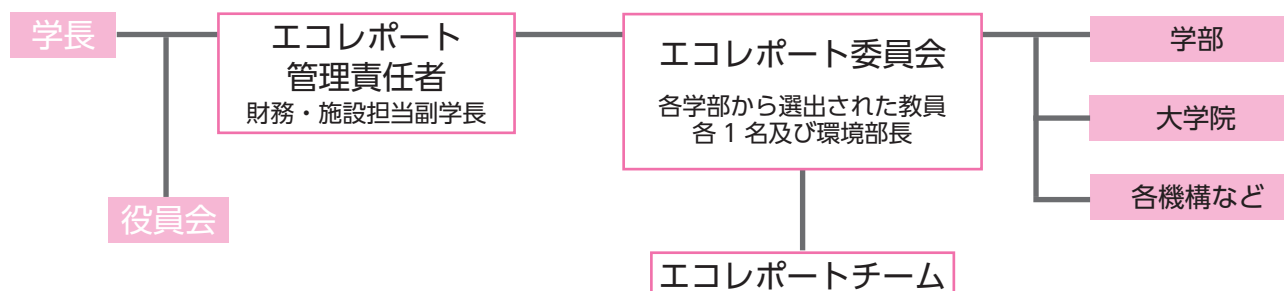 学長
エコレポート
管理責任者
財務・施設担当副学長
役員会
エコレポート委員会
各学部から選出された教員
各1名及び環境部長
エコレポートチーム
学部
大学院
各機構など